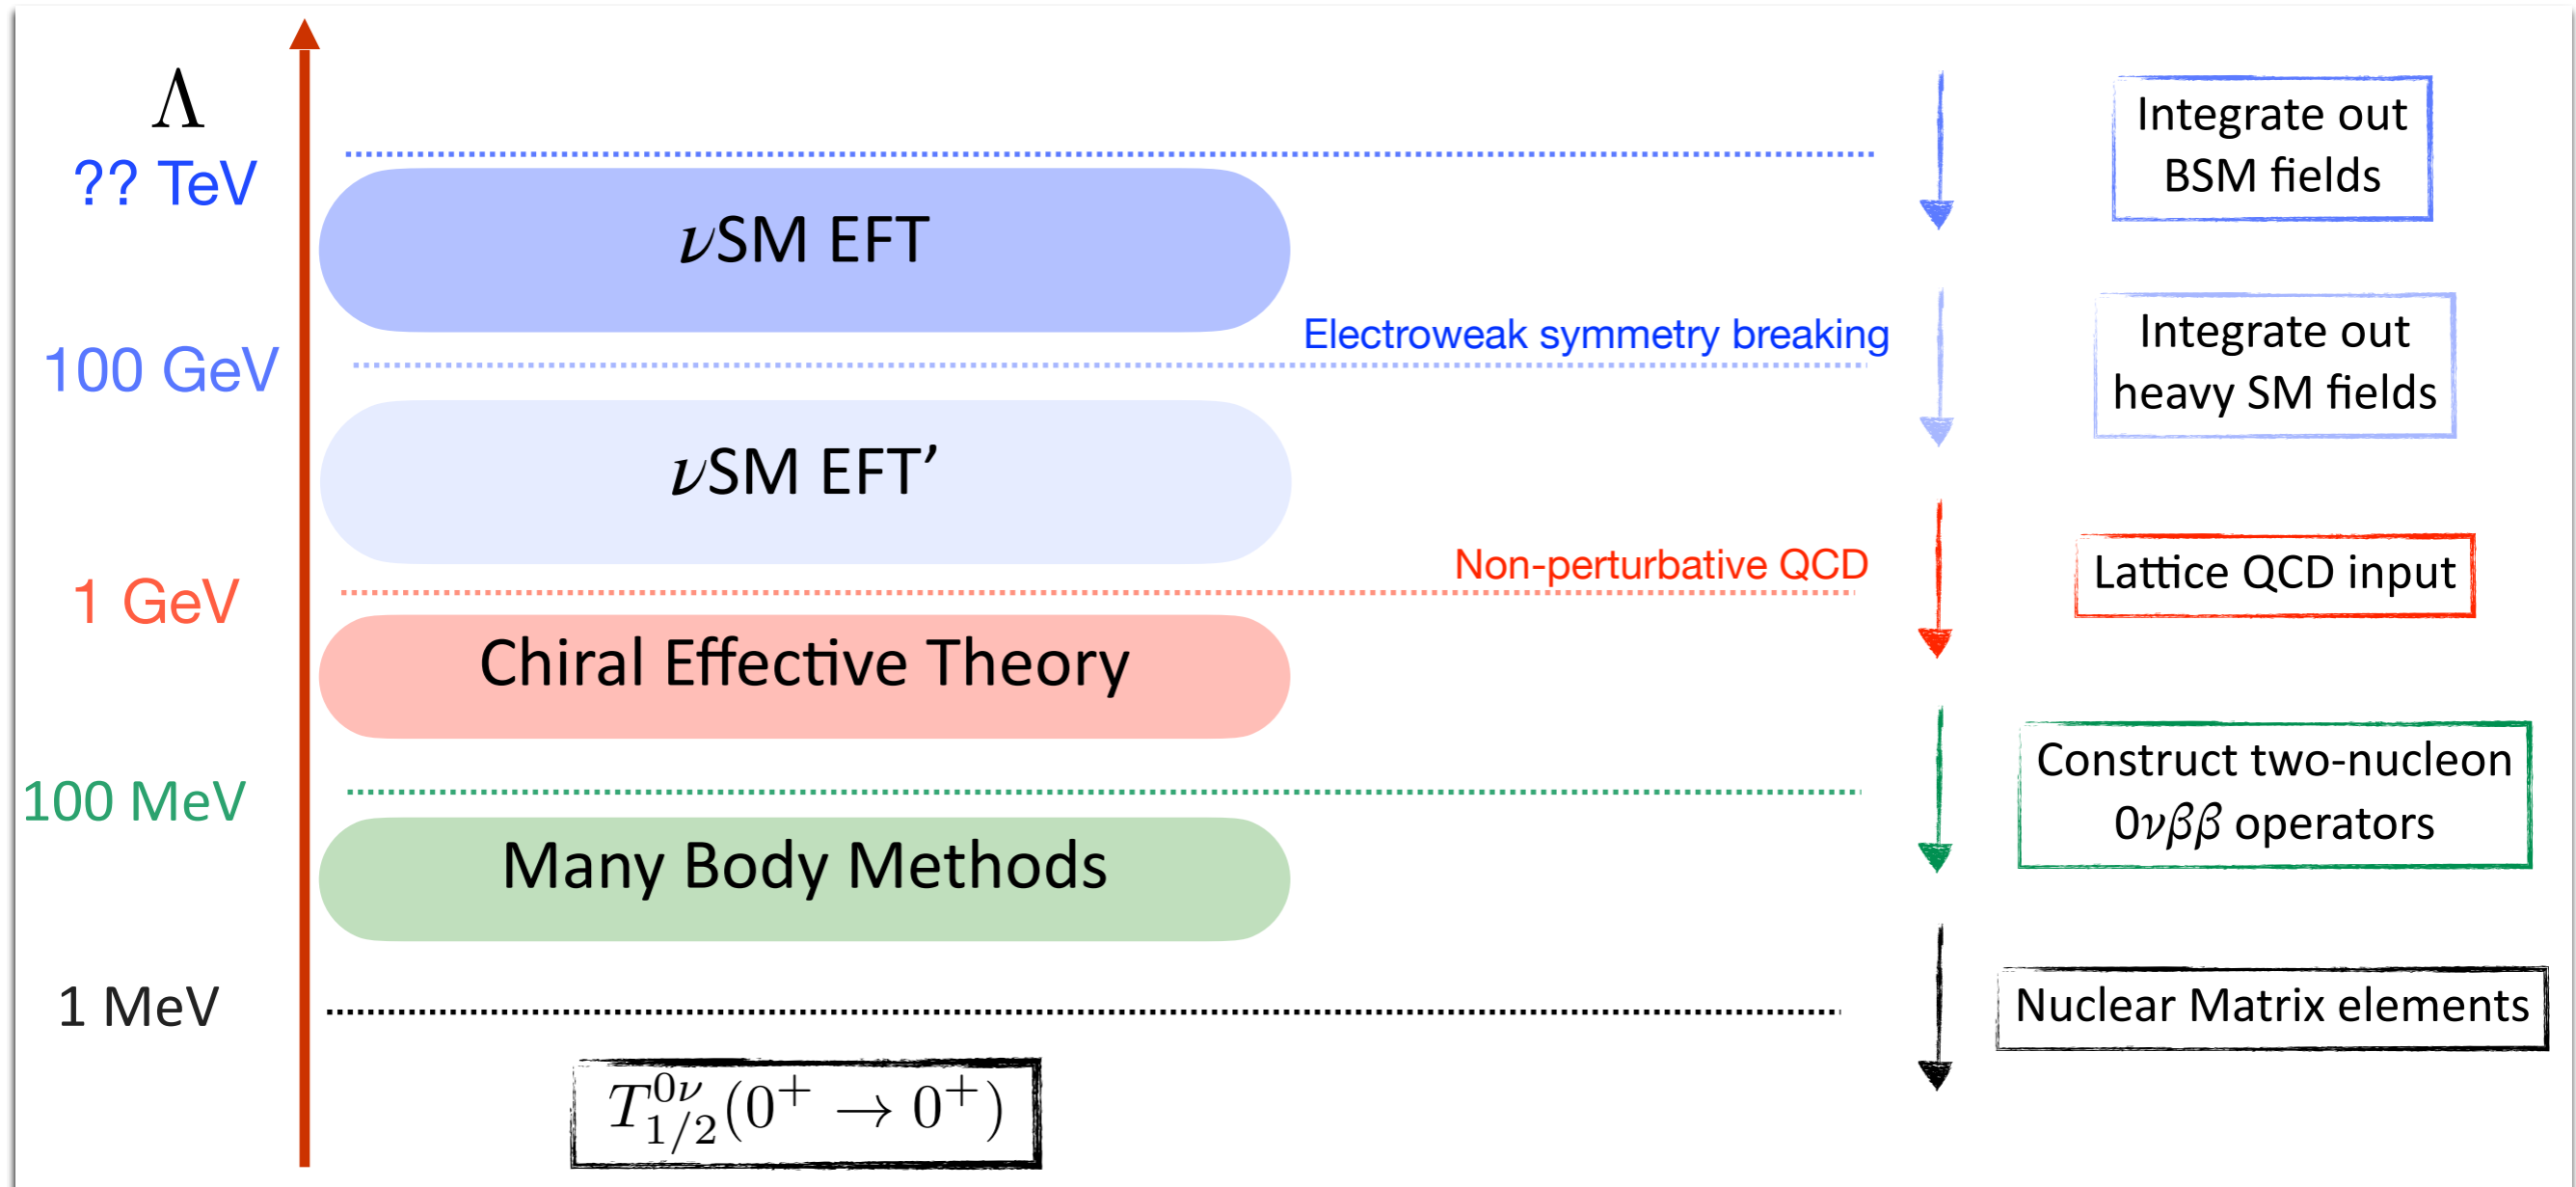 Λ
?? TeV
Integrate out
BSM fields
νSM EFT
Electroweak symmetry breaking
100 GeV
Integrate out
heavy SM fields
νSM EFT’
Non-perturbative QCD
1 GeV
Lattice QCD input
Chiral Effective Theory
100 MeV
Construct two-nucleon
0νββ operators
Many Body Methods
1 MeV
Nuclear Matrix elements
T_{1/2}^{0ν}(0^+ → 0^+)